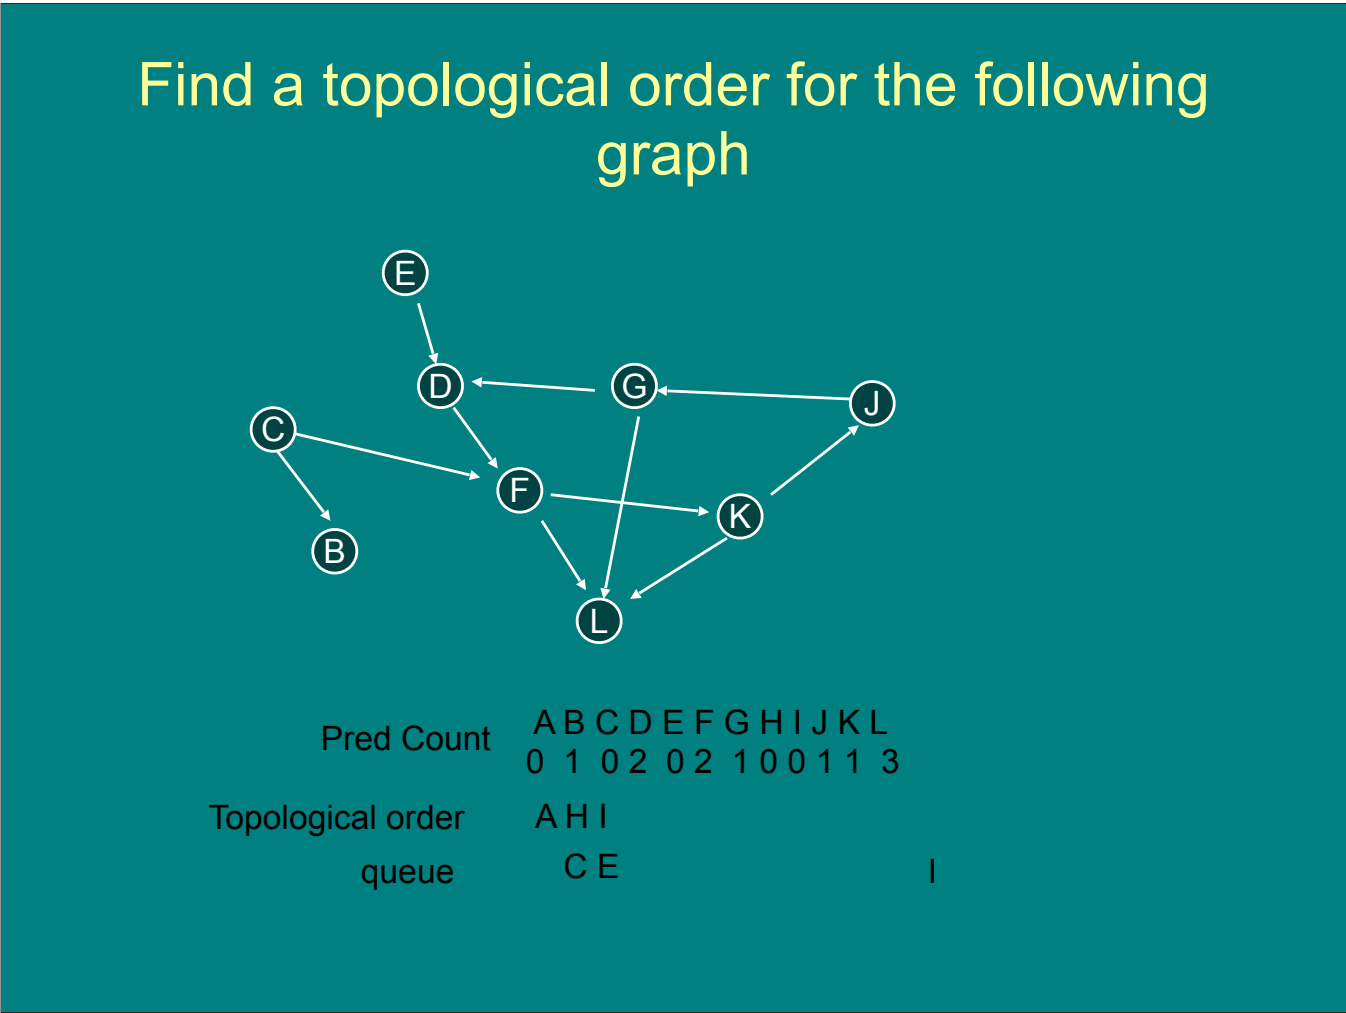 Find a topological order for the following
graph
E
D
G
J
C
F
K
B
L
Pred Count
A B C D E F G H I J K L
0 1 0 2 0 2 1 0 0 1 1 3
Topological order
A H I
queue
C E
I